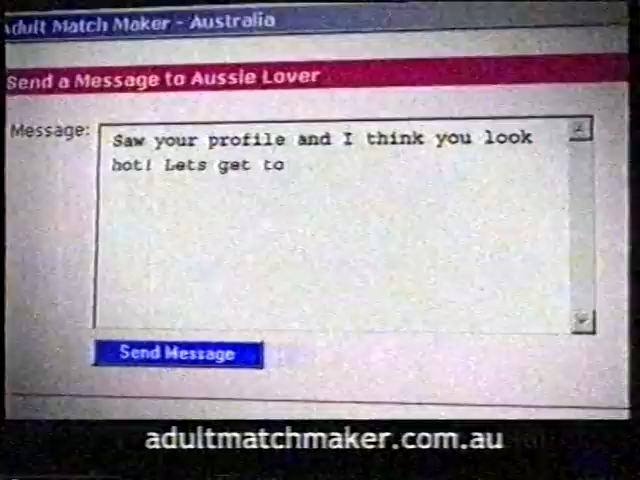 Adult Match Maker - Australia
Send a Message to Aussie Lover
Message:
Saw your profile and I think you look
hot! Lets get to
Send Message
adultmatchmaker.com.au